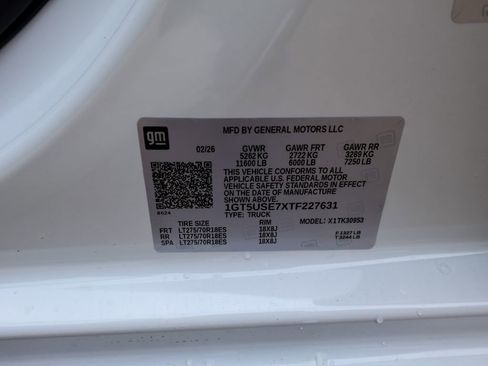 gm
MFD BY GENERAL MOTORS LLC
02/26 GVWR GAWR FRT GAWR RR
5262 KG 2722 KG 3289 KG
11600 LB 6000 LB 7250 LB
THIS VEHICLE CONFORMS TO ALL
APPLICABLE U.S. FEDERAL MOTOR
VEHICLE SAFETY STANDARDS IN EFFECT
ON THE DATE OF MANUFACTURE
SHOWN ABOVE.
1GT5USE7XTF227631
TYPE: TRUCK MODEL: X1TK30953
TIRE SIZE RIM
FRT LT275/70R18ES 18X8J
RR LT275/70R18ES 18X8J
SPA LT275/70R18ES 18X8J